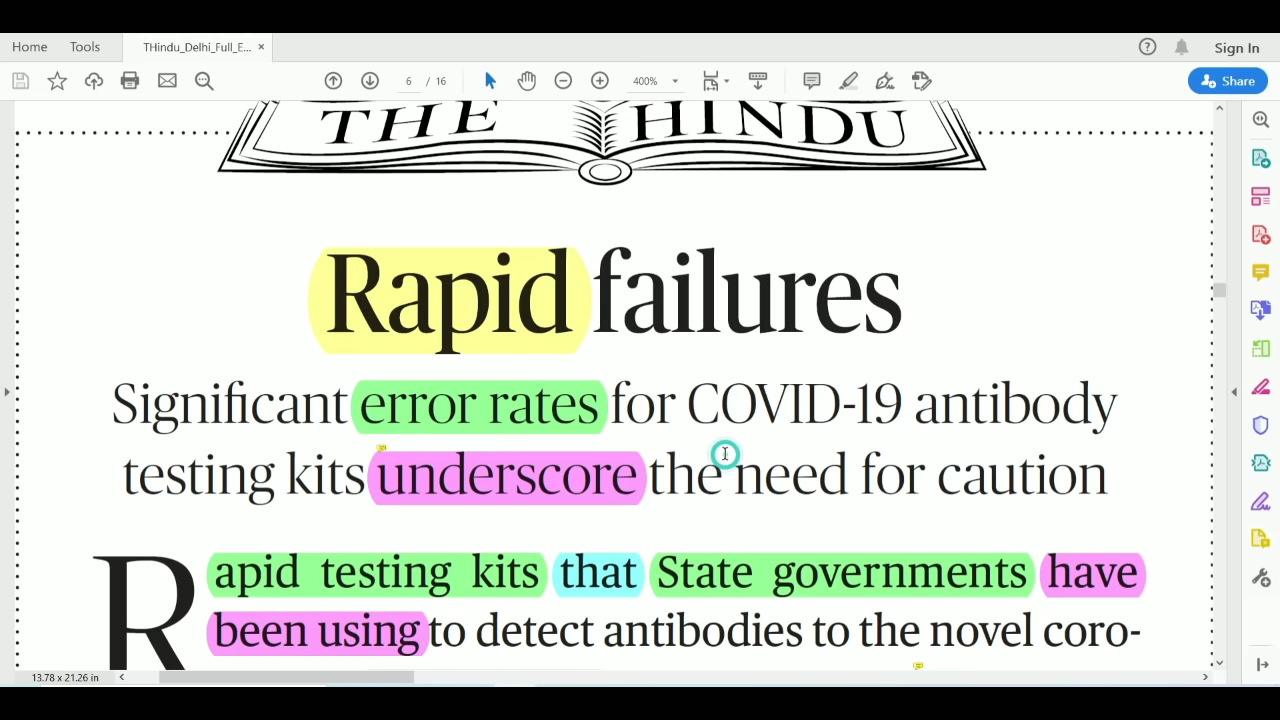 Home Tools THindu_Delhi_Full_E... × Sign In
6 / 16 400% Share
THE HINDU
Rapid failures
Significant error rates for COVID-19 antibody
testing kits underscore the need for caution
Rapid testing kits that State governments have
been using to detect antibodies to the novel coro-
13.78 x 21.26 in